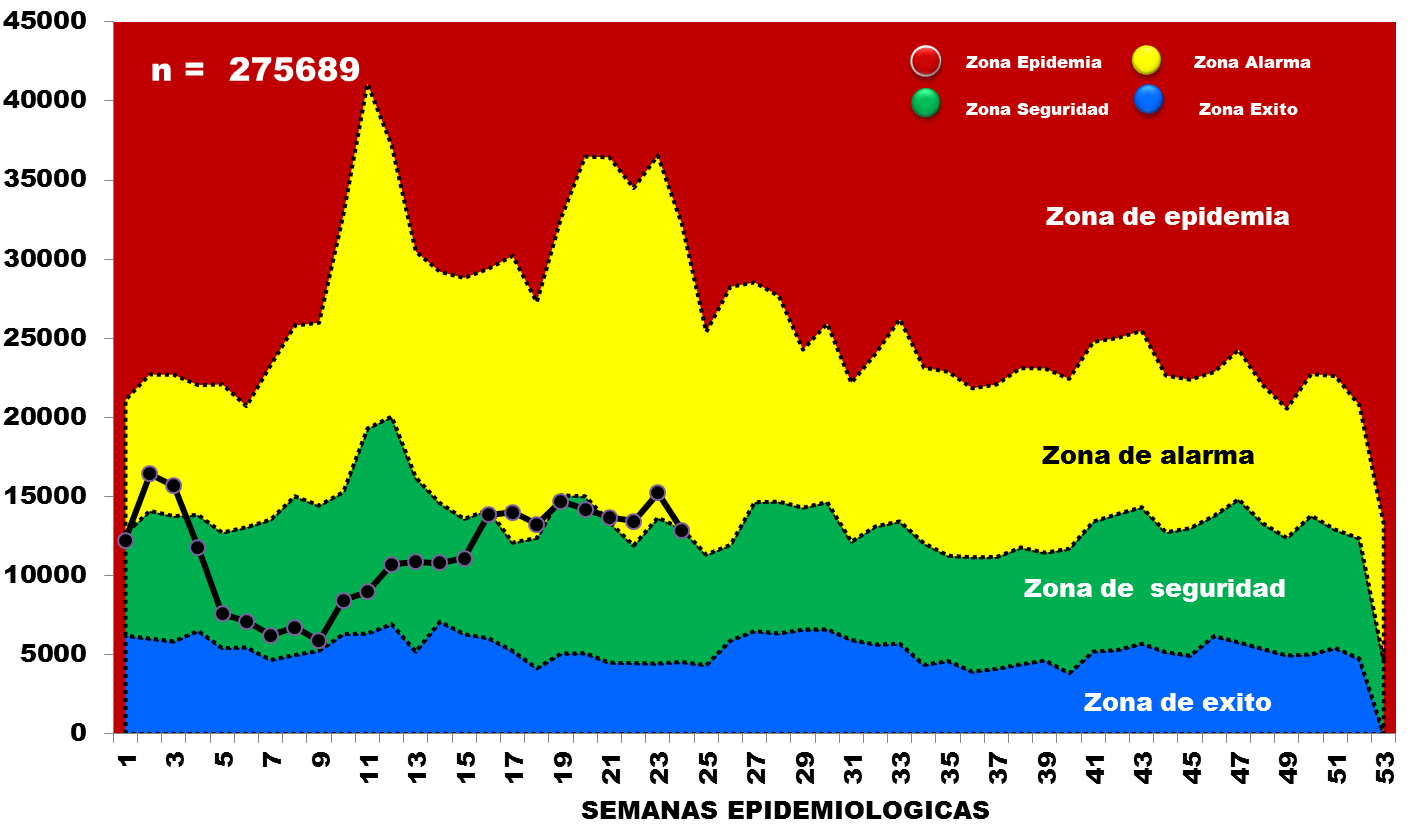 45000
40000
35000
30000
25000
20000
15000
10000
5000
0
n =  275689
Zona Epidemia
Zona Alarma
Zona Seguridad
Zona Exito
Zona de epidemia
Zona de alarma
Zona de  seguridad
Zona de exito
1 3 5 7 9 11 13 15 17 19 21 23 25 27 29 31 33 35 37 39 41 43 45 47 49 51 53
SEMANAS EPIDEMIOLOGICAS